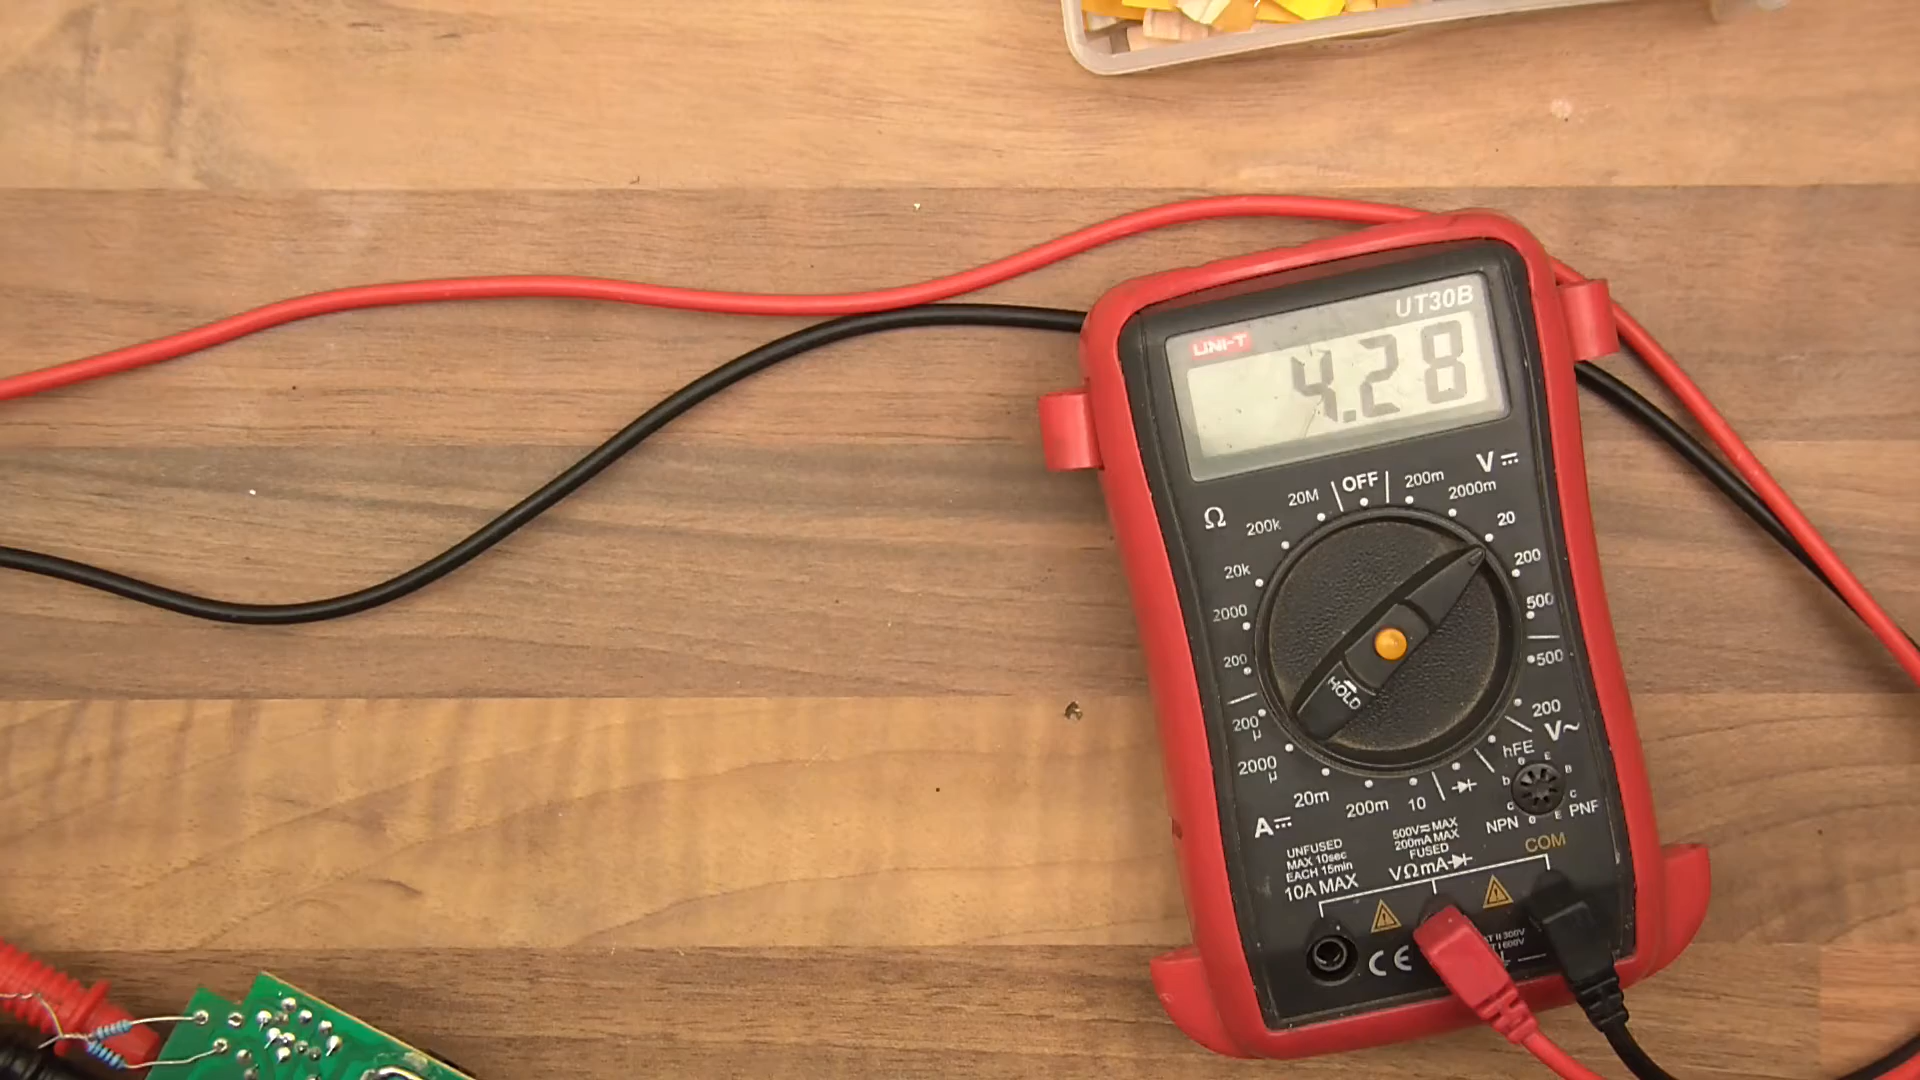 UT30B
UNI-T
4.28
OFF
200m
V
20M
2000m
Ω
200k
20
20k
200
2000
500
200
500
200
μ
200
V~
2000
μ
hFE
HOLD
20m
200m
10
A
NPN
PNP
500V MAX
200mA MAX
FUSED
COM
UNFUSED
MAX 10sec
EACH 15min
10A MAX
VΩmA
CE